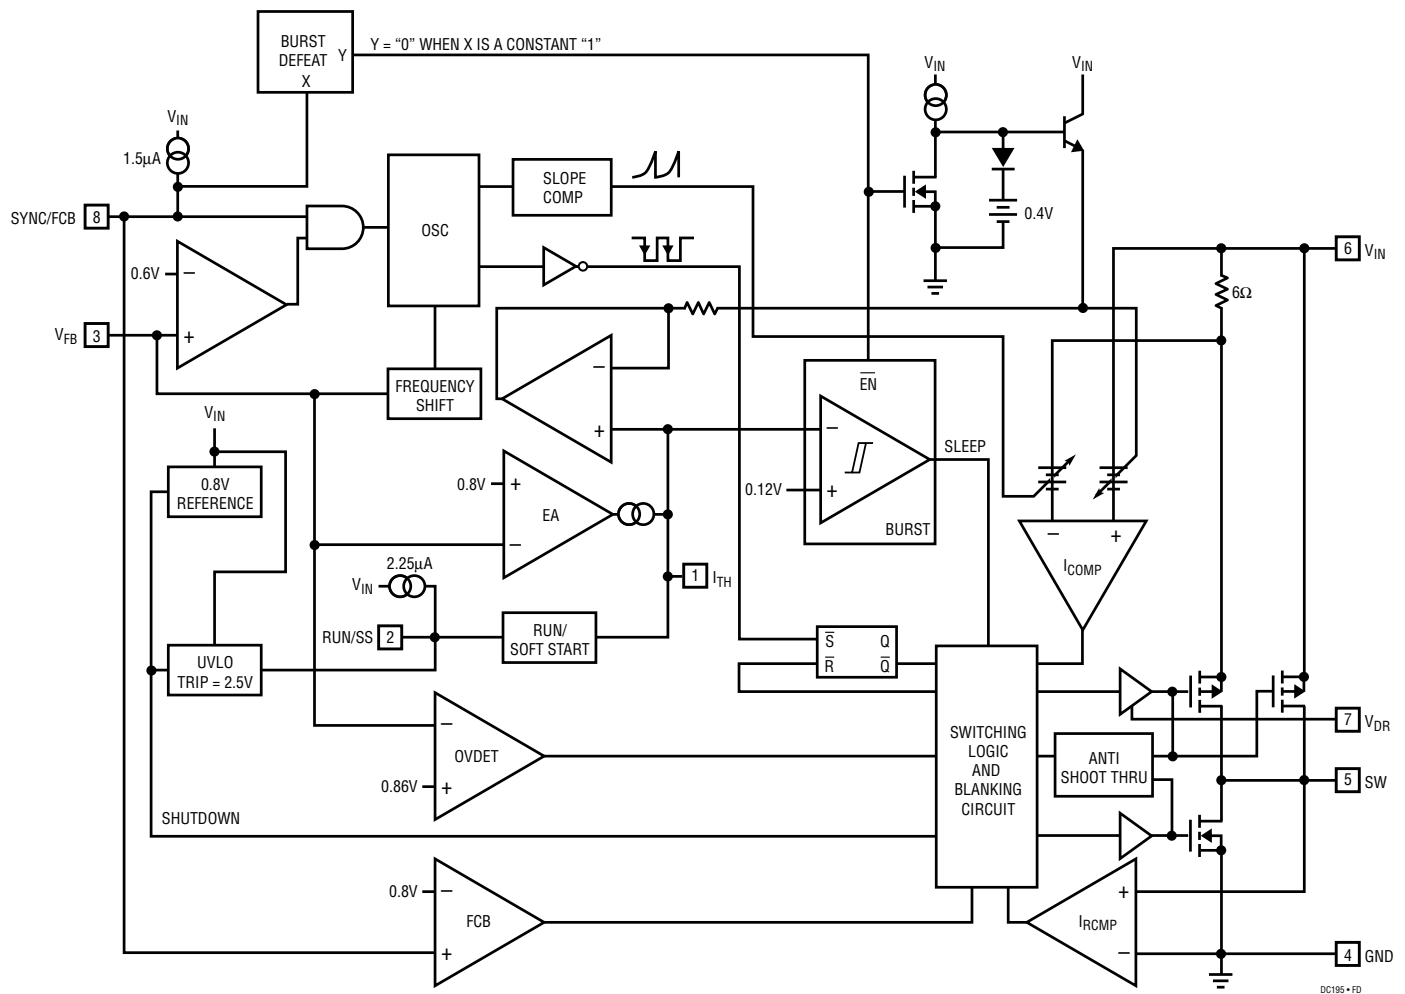 BURST
DEFEAT
Y
X
Y = “0” WHEN X IS A CONSTANT “1”
VIN
1.5µA
SYNC/FCB
8
OSC
SLOPE
COMP
VIN
VIN
0.4V
6
VIN
6Ω
0.6V
−
+
VFB
3
FREQUENCY
SHIFT
−
+
VIN
0.8V
REFERENCE
0.8V
+
EA
−
EN
−
0.12V
+
BURST
SLEEP
−
+
ICOMP
2.25µA
VIN
1
ITH
RUN/SS
2
RUN/
SOFT START
UVLO
TRIP = 2.5V
S
Q
R
Q
−
OVDET
0.86V
+
SWITCHING
LOGIC
AND
BLANKING
CIRCUIT
ANTI
SHOOT THRU
7
VDR
5
SW
SHUTDOWN
0.8V
−
FCB
+
+
IRCMP
−
4
GND
DC195 • FD